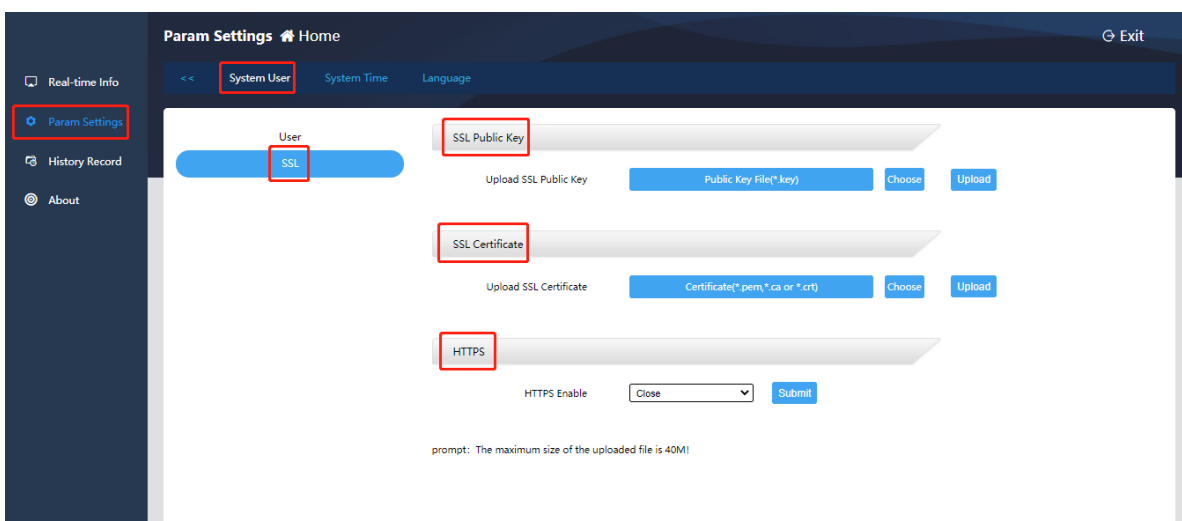 Param Settings Home
Exit
Real-time Info
Param Settings
History Record
About
<< System User System Time Language
User
SSL
SSL Public Key
Upload SSL Public Key Public Key File(*.key) Choose Upload
SSL Certificate
Upload SSL Certificate Certificate(*.pem,*.ca or *.crt) Choose Upload
HTTPS
HTTPS Enable Close Submit
prompt: The maximum size of the uploaded file is 40M!